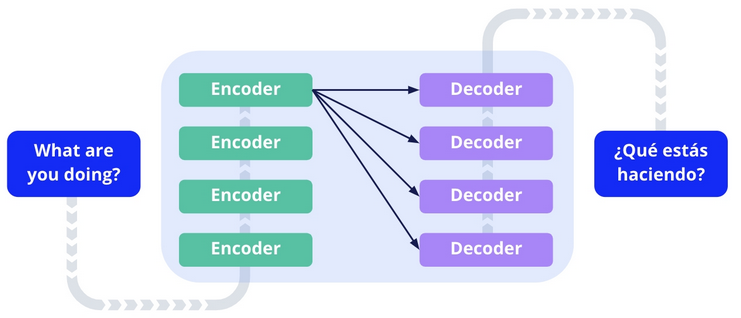 Encoder
Decoder
Encoder
Decoder
What are
you doing?
¿Qué estás
haciendo?
Encoder
Decoder
Encoder
Decoder